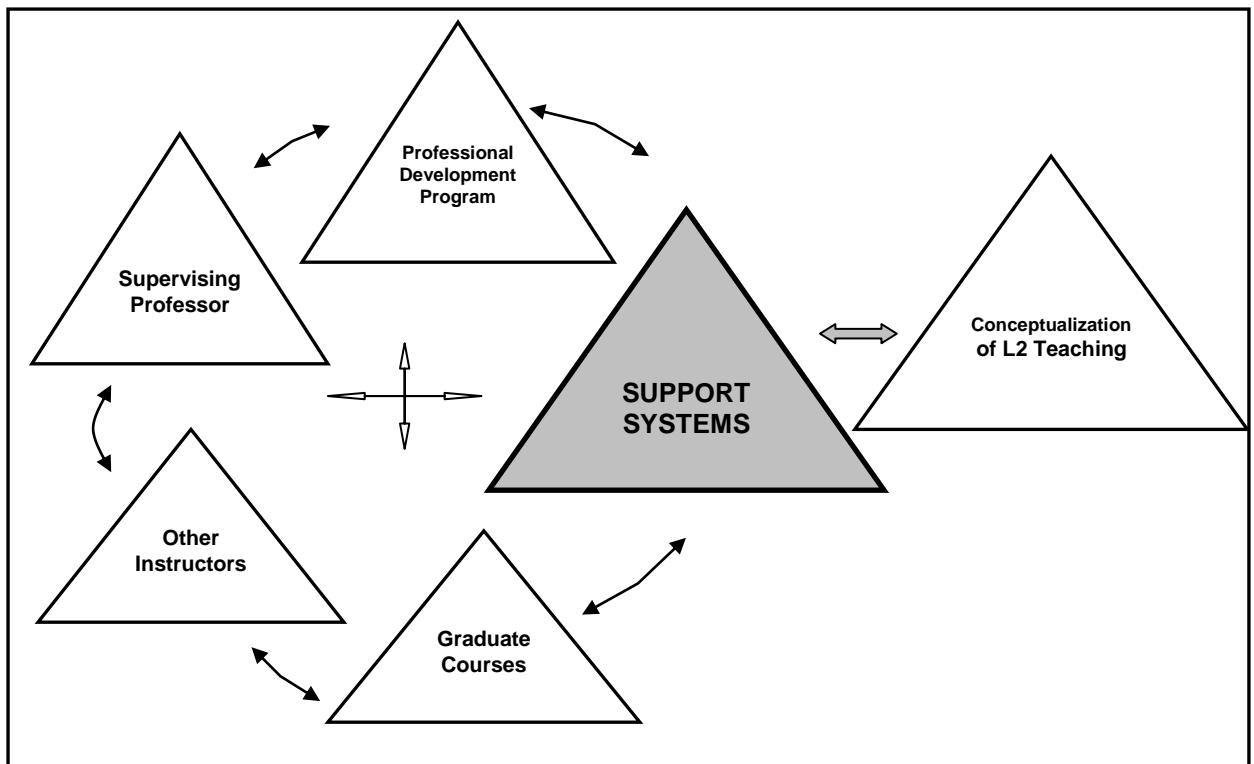 Professional
Development
Program
Supervising
Professor
Conceptualization
of L2 Teaching
SUPPORT
SYSTEMS
Other
Instructors
Graduate
Courses